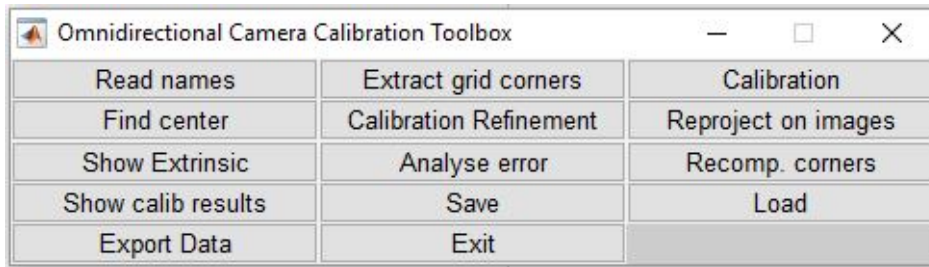 Omnidirectional Camera Calibration Toolbox
Read names Extract grid corners Calibration
Find center Calibration Refinement Reproject on images
Show Extrinsic Analyse error Recomp. corners
Show calib results Save Load
Export Data Exit